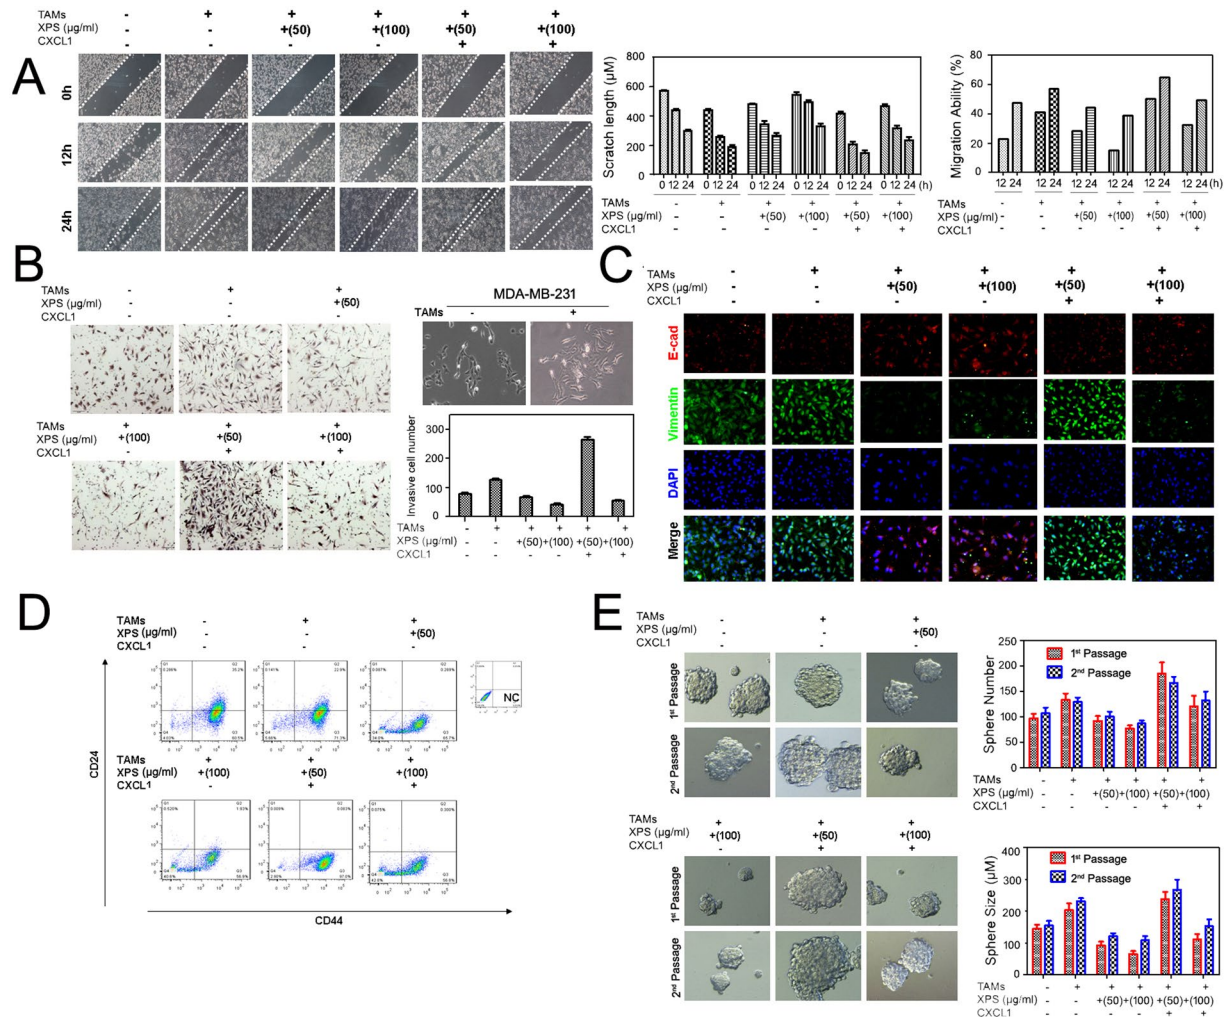 TAMs - + + + + +
XPS (µg/ml) - - +(50) +(100) +(50) +(100)
CXCL1 - - - - + +
A
0h
12h
24h
Scratch length (µM)
800
600
400
200
0
0 12 24 0 12 24 0 12 24 0 12 24 0 12 24 0 12 24 (h)
TAMs - + + + + +
XPS (µg/ml) - - +(50) +(100) +(50) +(100)
CXCL1 - - - - + +
Migration Ability (%)
80
60
40
20
0
12 24 12 24 12 24 12 24 12 24 12 24 (h)
TAMs - + + + + +
XPS (µg/ml) - - +(50) +(100) +(50) +(100)
CXCL1 - - - - + +
B
TAMs - + +
XPS (µg/ml) - - +(50)
CXCL1 - - -
TAMs + + +
XPS (µg/ml) +(100) +(50) +(100)
CXCL1 - + +
MDA-MB-231
TAMs - +
Invasive cell number
300
200
100
0
TAMs - + + + + +
XPS (µg/ml) - - +(50)+(100) +(50) +(100)
CXCL1 - - - - + +
C
TAMs - + + + + +
XPS (µg/ml) - - +(50) +(100) +(50) +(100)
CXCL1 - - - - + +
E-cad
Vimentin
DAPI
Merge
D
TAMs - + +
XPS (µg/ml) - - +(50)
CXCL1 - - -
NC
TAMs + + +
XPS (µg/ml) +(100) +(50) +(100)
CXCL1 - + +
CD24
CD44
E
TAMs - + +
XPS (µg/ml) - - +(50)
CXCL1 - - -
1st Passage
2nd Passage
TAMs + + +
XPS (µg/ml) +(100) +(50) +(100)
CXCL1 - + +
1st Passage
2nd Passage
Sphere Number
250
200
150
100
50
0
1st Passage
2nd Passage
TAMs - + + + + +
XPS (µg/ml) - - +(50)+(100)+(50)+(100)
CXCL1 - - - - + +
Sphere Size (µM)
400
300
200
100
0
1st Passage
2nd Passage
TAMs - + + + + +
XPS (µg/ml) - - +(50)+(100) +(50)+(100)
CXCL1 - - - - + +